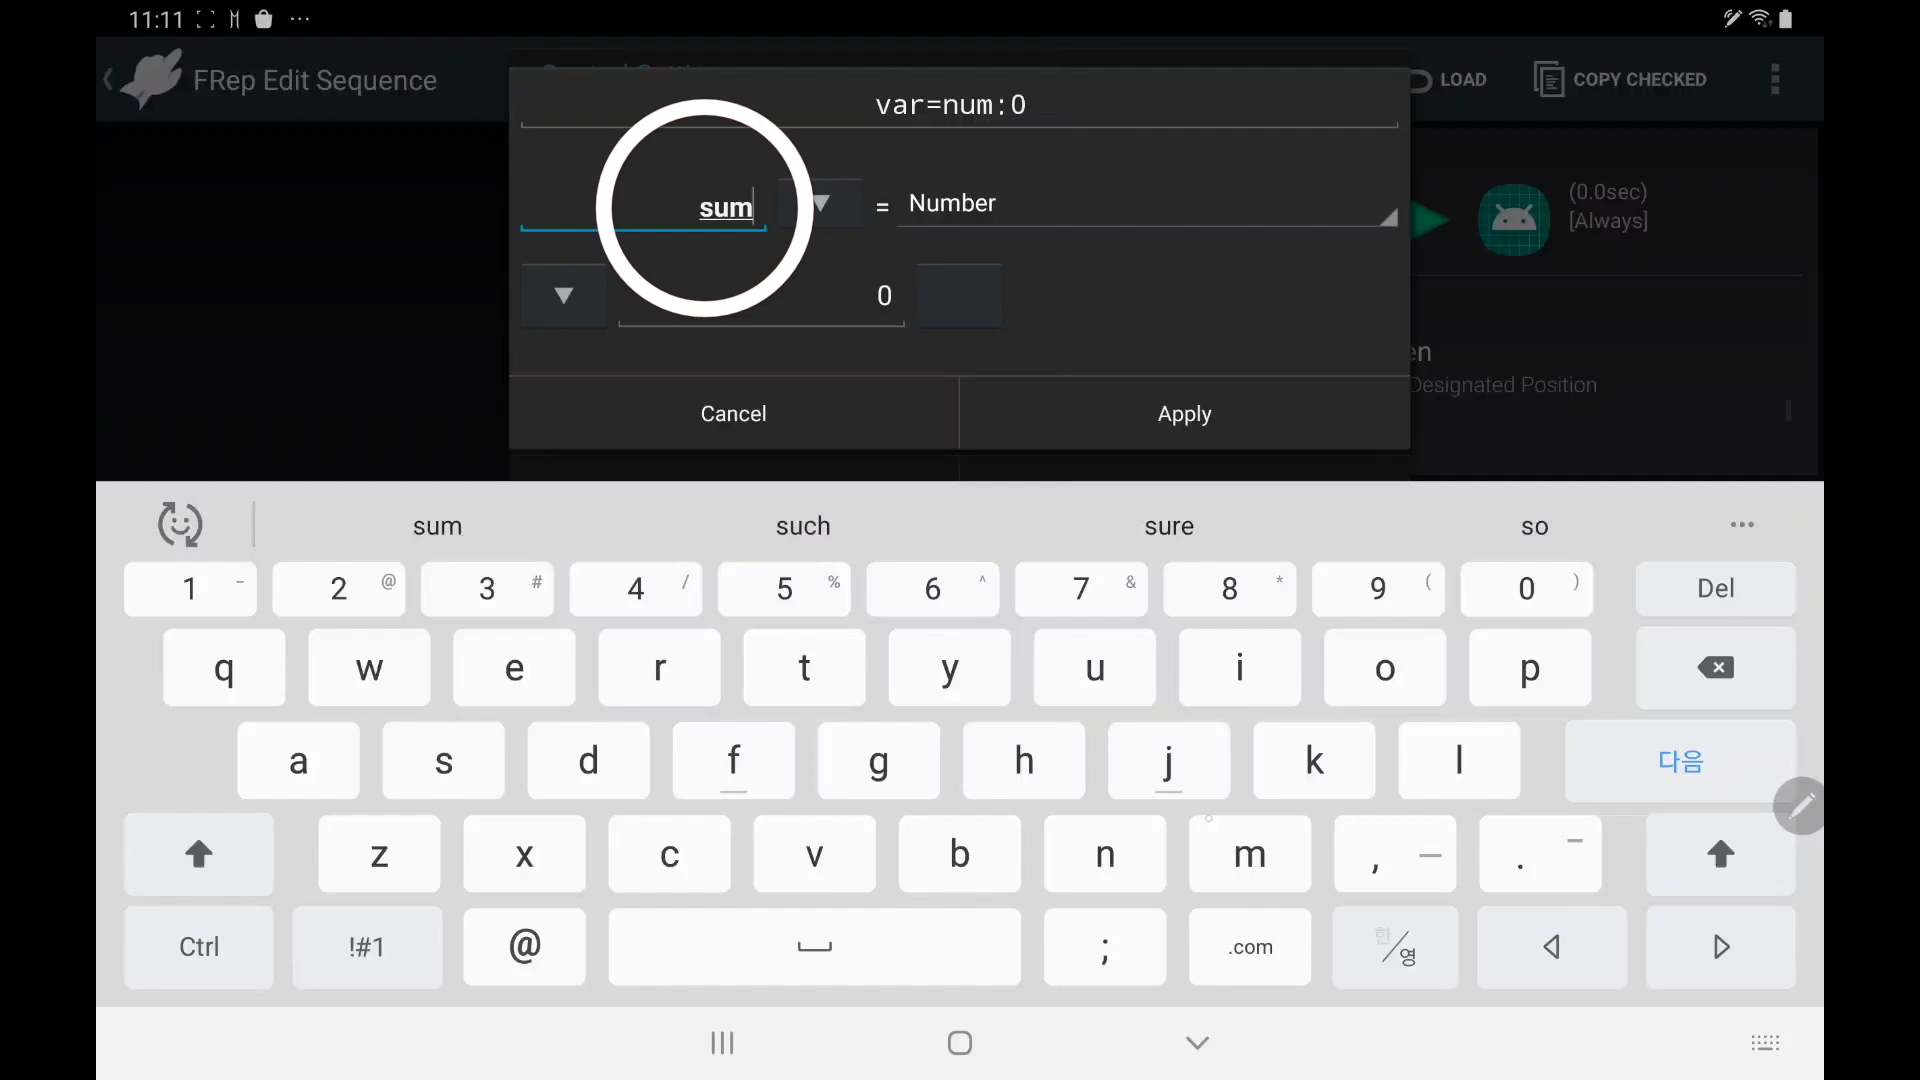 11:11
FRep Edit Sequence
LOAD
COPY CHECKED
var=num:0
sum
=
Number
0
(0.0sec)
[Always]
en
Designated Position
Cancel
Apply
sum
such
sure
so
1 -
2 @
3 #
4 /
5 %
6 ^
7 &
8 *
9 (
0 )
Del
q
w
e
r
t
y
u
i
o
p
a
s
d
f
g
h
j
k
l
다음
z
x
c
v
b
n
m
,
.
Ctrl
!#1
@
;
.com
한/영